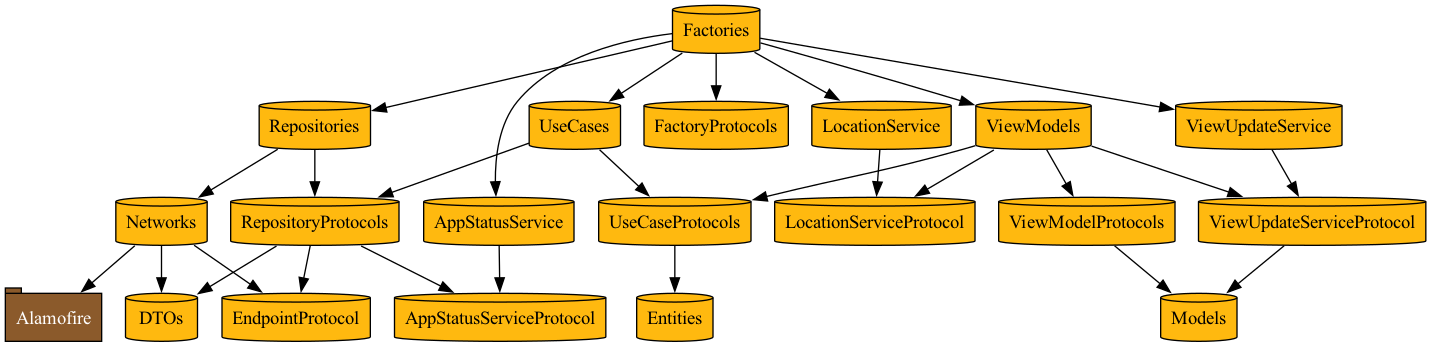 Factories
Repositories
UseCases
FactoryProtocols
LocationService
ViewModels
ViewUpdateService
Networks
RepositoryProtocols
AppStatusService
UseCaseProtocols
LocationServiceProtocol
ViewModelProtocols
ViewUpdateServiceProtocol
Alamofire
DTOs
EndpointProtocol
AppStatusServiceProtocol
Entities
Models